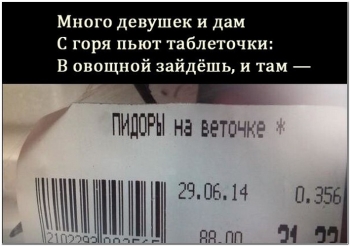 Много девушек и дам
С горя пьют таблеточки:
В овощной зайдёшь, и там —
ПИДОРЫ на веточке *
29.06.14 0.356
2102293
88.00